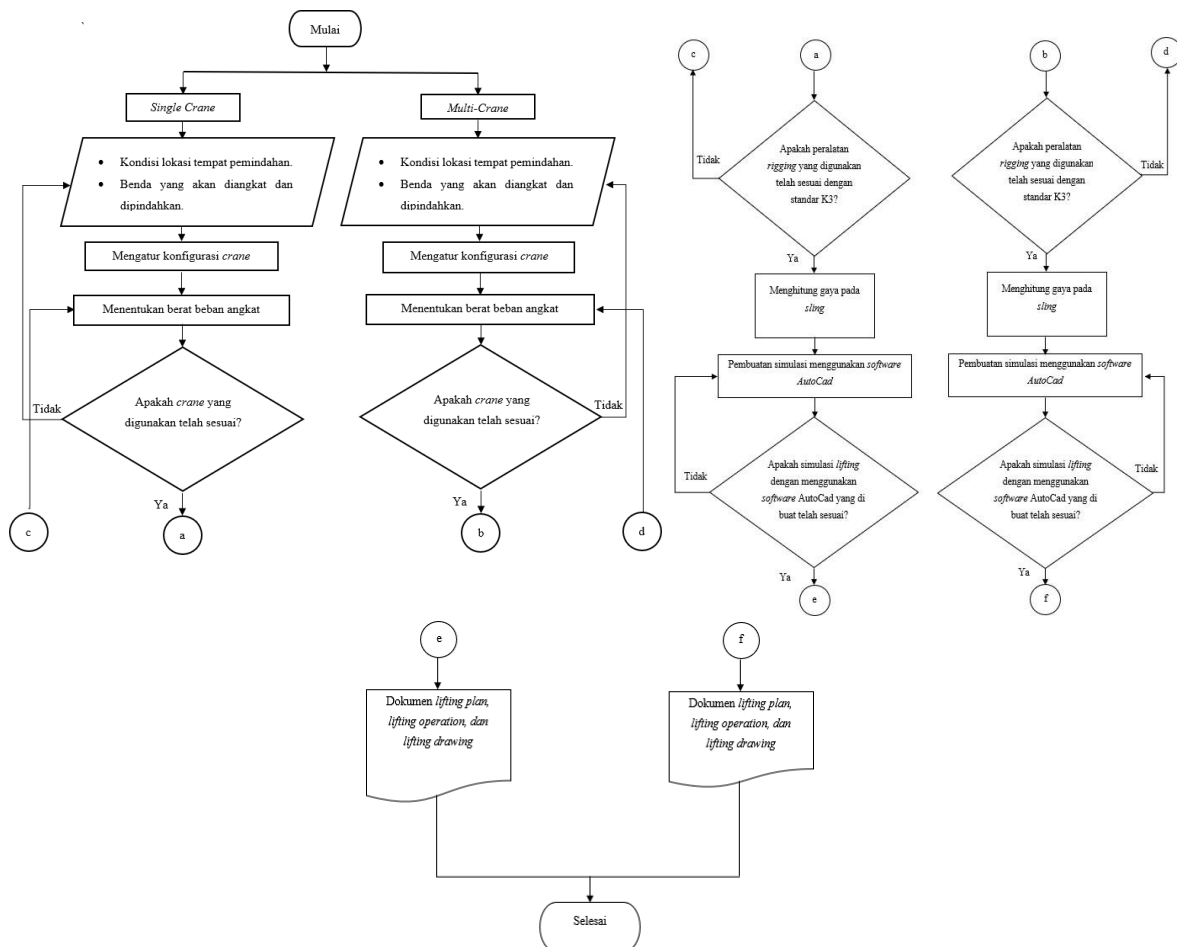 Mulai
Single Crane
Multi-Crane
• Kondisi lokasi tempat pemindahan.
• Benda yang akan diangkat dan
dipindahkan.
• Kondisi lokasi tempat pemindahan.
• Benda yang akan diangkat dan
dipindahkan.
Mengatur konfigurasi crane
Mengatur konfigurasi crane
Menentukan berat beban angkat
Menentukan berat beban angkat
Tidak
Apakah crane yang
digunakan telah sesuai?
Apakah crane yang
digunakan telah sesuai?
Tidak
Ya
Ya
c
a
b
d
c
a
b
d
Tidak
Apakah peralatan
rigging yang digunakan
telah sesuai dengan
standar K3?
Apakah peralatan
rigging yang digunakan
telah sesuai dengan
standar K3?
Tidak
Ya
Ya
Menghitung gaya pada
sling
Menghitung gaya pada
sling
Pembuatan simulasi menggunakan software
AutoCad
Pembuatan simulasi menggunakan software
AutoCad
Tidak
Apakah simulasi lifting
dengan menggunakan
software AutoCad yang di
buat telah sesuai?
Apakah simulasi lifting
dengan menggunakan
software AutoCad yang di
buat telah sesuai?
Tidak
Ya
Ya
e
f
e
f
Dokumen lifting plan,
lifting operation, dan
lifting drawing
Dokumen lifting plan,
lifting operation, dan
lifting drawing
Selesai